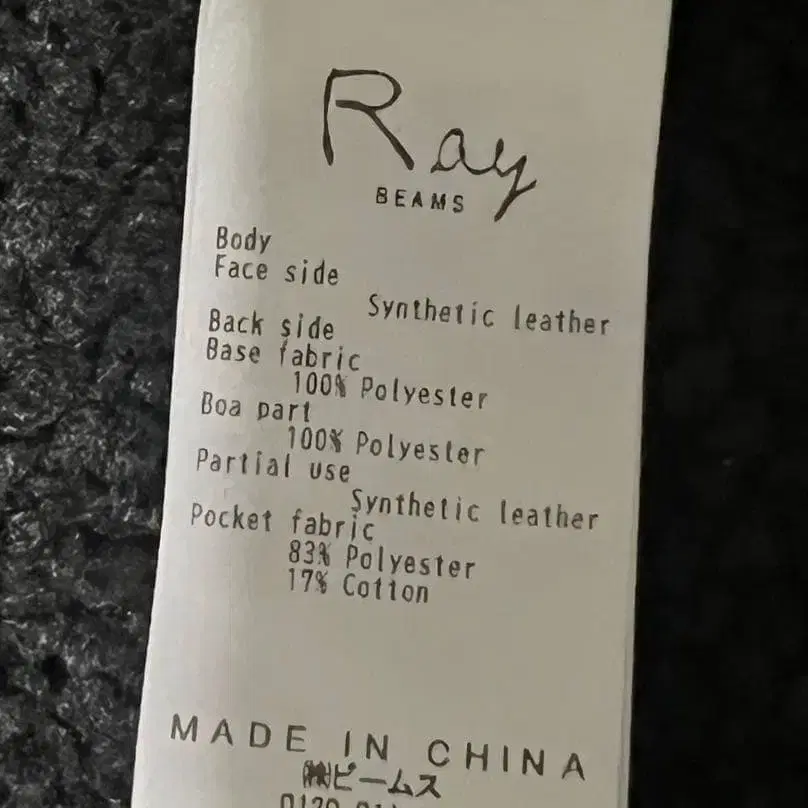 Ray
BEAMS
Body
Face side
Synthetic leather
Back side
Base fabric
100% Polyester
Boa part
100% Polyester
Partial use
Synthetic leather
Pocket fabric
83% Polyester
17% Cotton
MADE IN CHINA
㈱ビームス